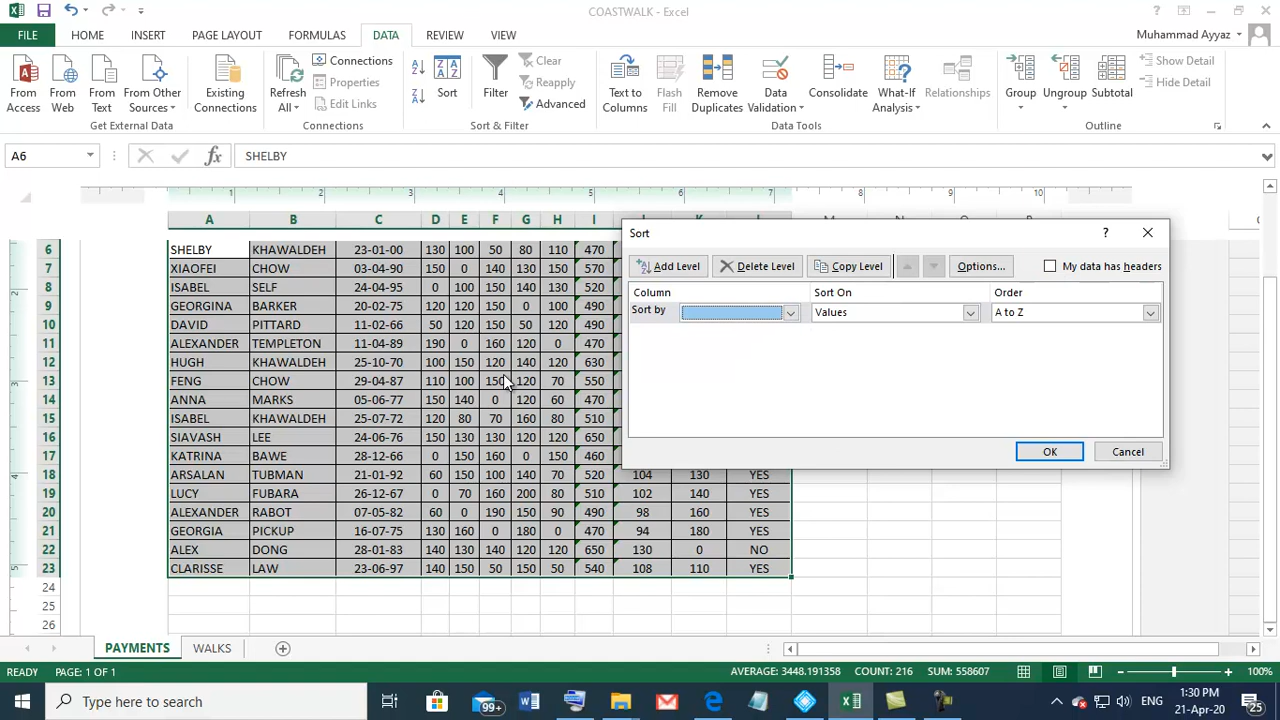 COASTWALK - Excel
FILE HOME INSERT PAGE LAYOUT FORMULAS DATA REVIEW VIEW Muhammad Ayyaz
From Access From Web From Text From Other Sources Existing Connections Refresh All Connections Properties Edit Links Sort Filter Clear Reapply Advanced Text to Columns Flash Fill Remove Duplicates Data Validation Consolidate What-If Analysis Relationships Group Ungroup Subtotal Show Detail Hide Detail
Get External Data Connections Sort & Filter Data Tools Outline
A6 fx SHELBY
1 2 3 4 5 6 7 8 9 10
A B C D E F G H I
6 SHELBY KHAWALDEH 23-01-00 130 100 50 80 110 470
7 XIAOFEI CHOW 03-04-90 150 0 140 130 150 570
8 ISABEL SELF 24-04-95 0 100 150 140 130 520
9 GEORGINA BARKER 20-02-75 120 120 150 0 100 490
10 DAVID PITTARD 11-02-66 50 120 150 50 120 490
11 ALEXANDER TEMPLETON 11-04-89 190 0 160 120 0 470
12 HUGH KHAWALDEH 25-10-70 100 150 120 140 120 630
13 FENG CHOW 29-04-87 110 100 150 120 70 550
14 ANNA MARKS 05-06-77 150 140 0 120 60 470
15 ISABEL KHAWALDEH 25-07-72 120 80 70 160 80 510
16 SIAVASH LEE 24-06-76 150 130 130 120 120 650
17 KATRINA BAWE 28-12-66 0 150 160 0 150 460
18 ARSALAN TUBMAN 21-01-92 60 150 100 140 70 520 104 130 YES
19 LUCY FUBARA 26-12-67 0 70 160 200 80 510 102 140 YES
20 ALEXANDER RABOT 07-05-82 60 0 190 150 90 490 98 160 YES
21 GEORGIA PICKUP 16-07-75 130 160 0 180 0 470 94 180 YES
22 ALEX DONG 28-01-83 140 130 140 120 120 650 130 0 NO
23 CLARISSE LAW 23-06-97 140 150 50 150 50 540 108 110 YES
24
25
26
Sort
Add Level Delete Level Copy Level Options... My data has headers
Column Sort On Order
Sort by Values A to Z
OK Cancel
PAYMENTS WALKS
READY PAGE: 1 OF 1 AVERAGE: 3448.191358 COUNT: 216 SUM: 558607 100%
Type here to search 99+ ENG 1:30 PM
21-Apr-20 25